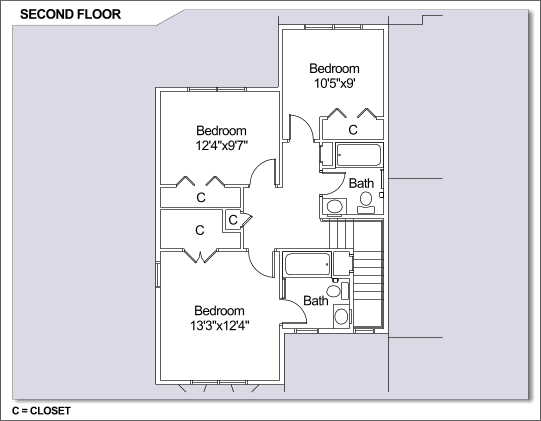 SECOND FLOOR
Bedroom
10'5"x9'
C
Bedroom
12'4"x9'7"
Bath
C
C
C
Bedroom
13'3"x12'4"
Bath
C = CLOSET